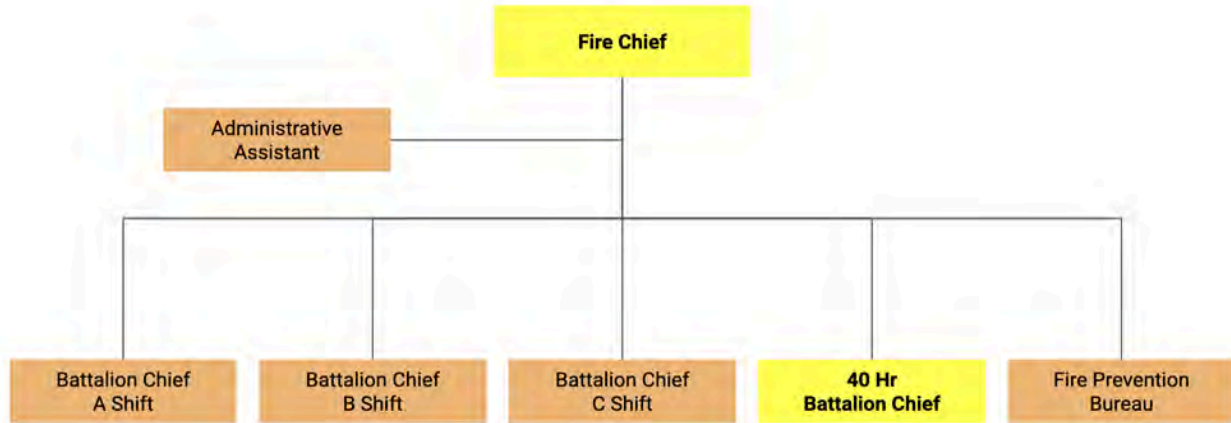 Fire Chief
Administrative
Assistant
Battalion Chief
A Shift
Battalion Chief
B Shift
Battalion Chief
C Shift
40 Hr
Battalion Chief
Fire Prevention
Bureau